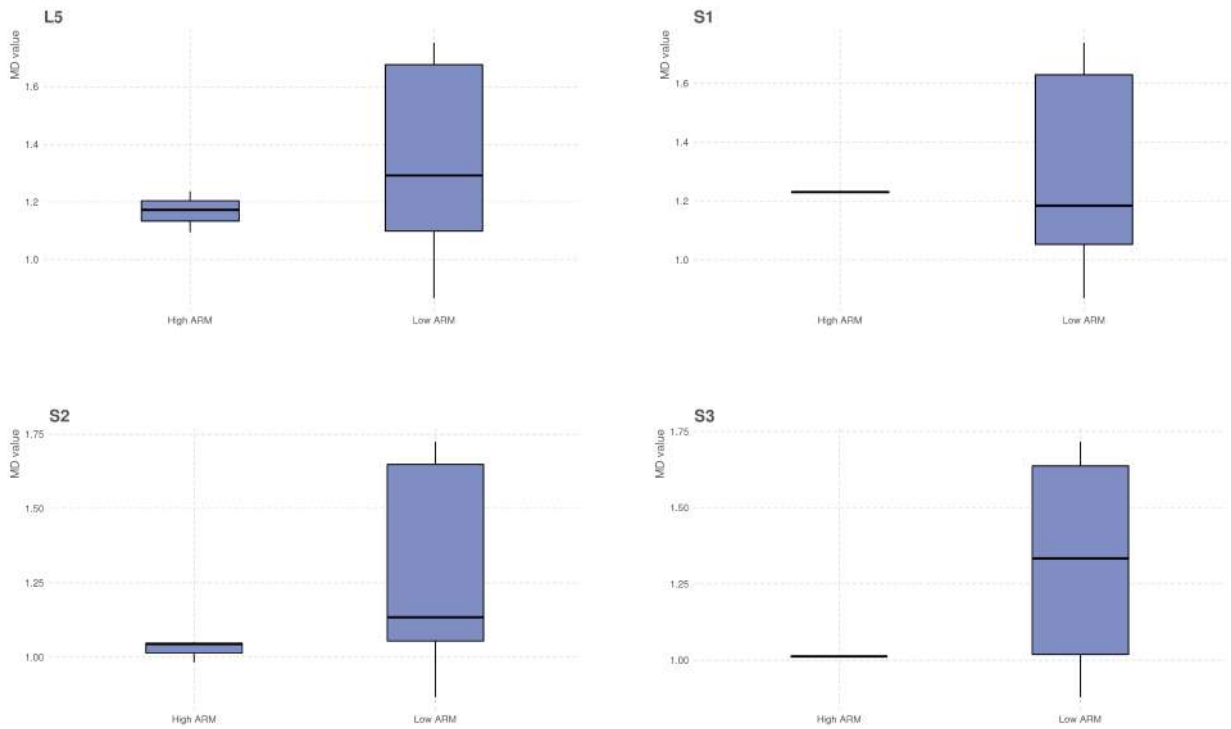 L5
MD value
1.6
1.4
1.2
1.0
High ARM
Low ARM
S1
MD value
1.6
1.4
1.2
1.0
High ARM
Low ARM
S2
MD value
1.75
1.50
1.25
1.00
High ARM
Low ARM
S3
MD value
1.75
1.50
1.25
1.00
High ARM
Low ARM